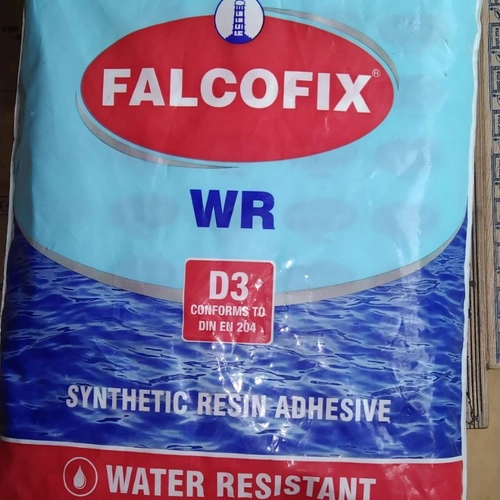 FALCOFIX®
WR
D3
CONFORMS TO
DIN EN 204
SYNTHETIC RESIN ADHESIVE
WATER RESISTANT